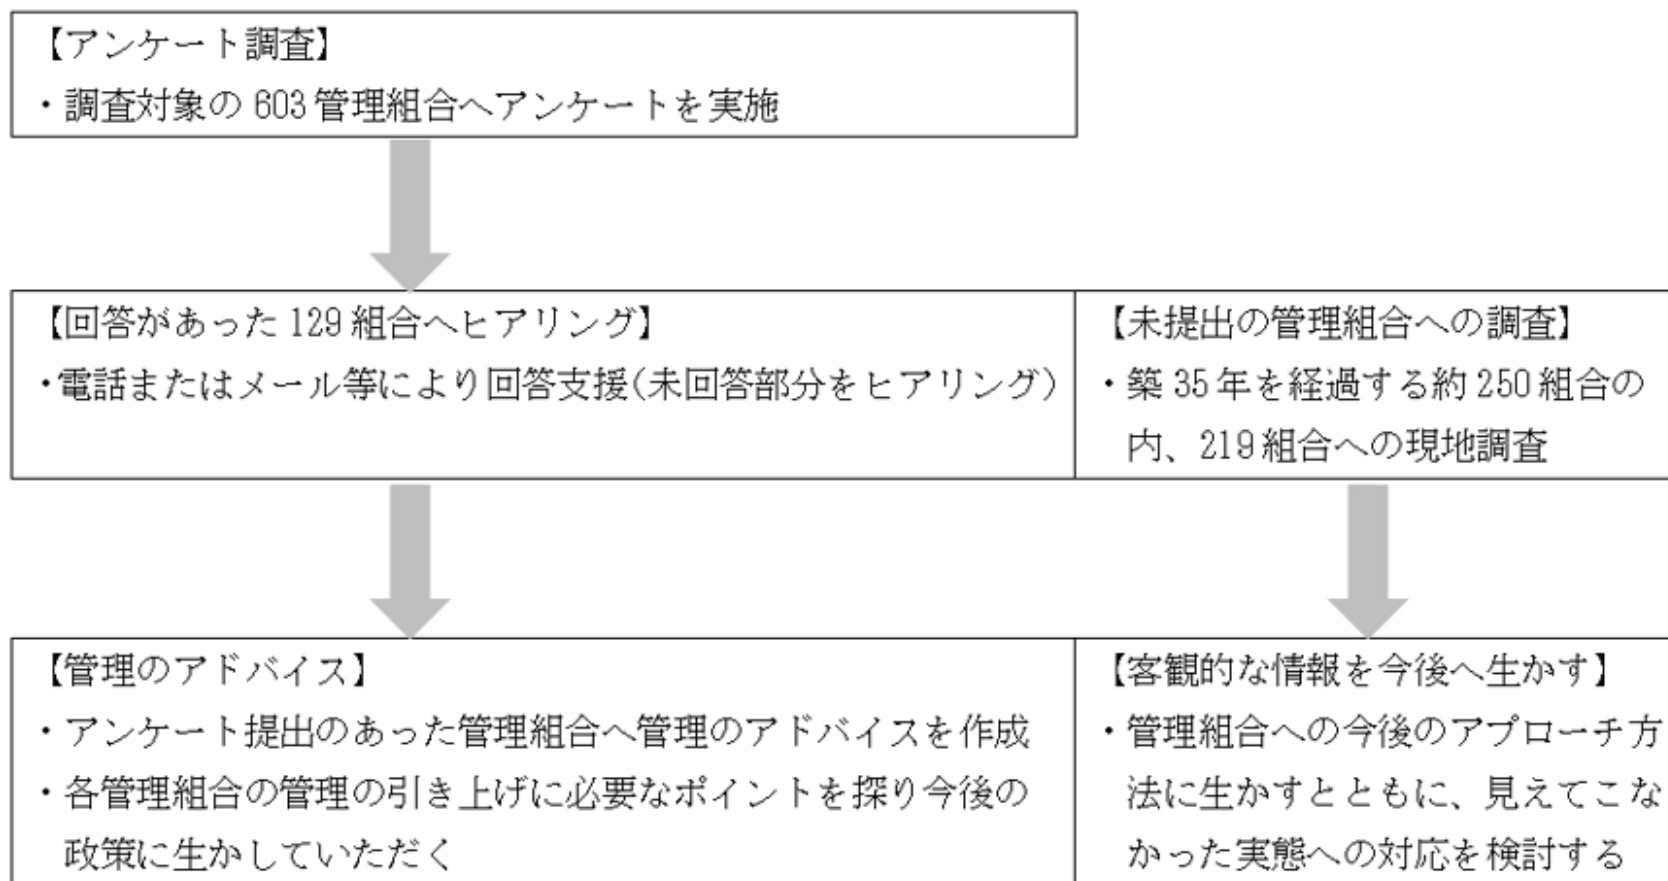 【アンケート調査】
・調査対象の 603 管理組合へアンケートを実施
【回答があった 129 組合へヒアリング】
・電話またはメール等により回答支援(未回答部分をヒアリング)
【未提出の管理組合への調査】
・築 35 年を経過する約 250 組合の
内、219 組合への現地調査
【管理のアドバイス】
・アンケート提出のあった管理組合へ管理のアドバイスを作成
・各管理組合の管理の引き上げに必要なポイントを探り今後の
政策に生かしていただく
【客観的な情報を今後へ生かす】
・管理組合への今後のアプローチ方
法に生かすとともに、見えてこな
かった実態への対応を検討する